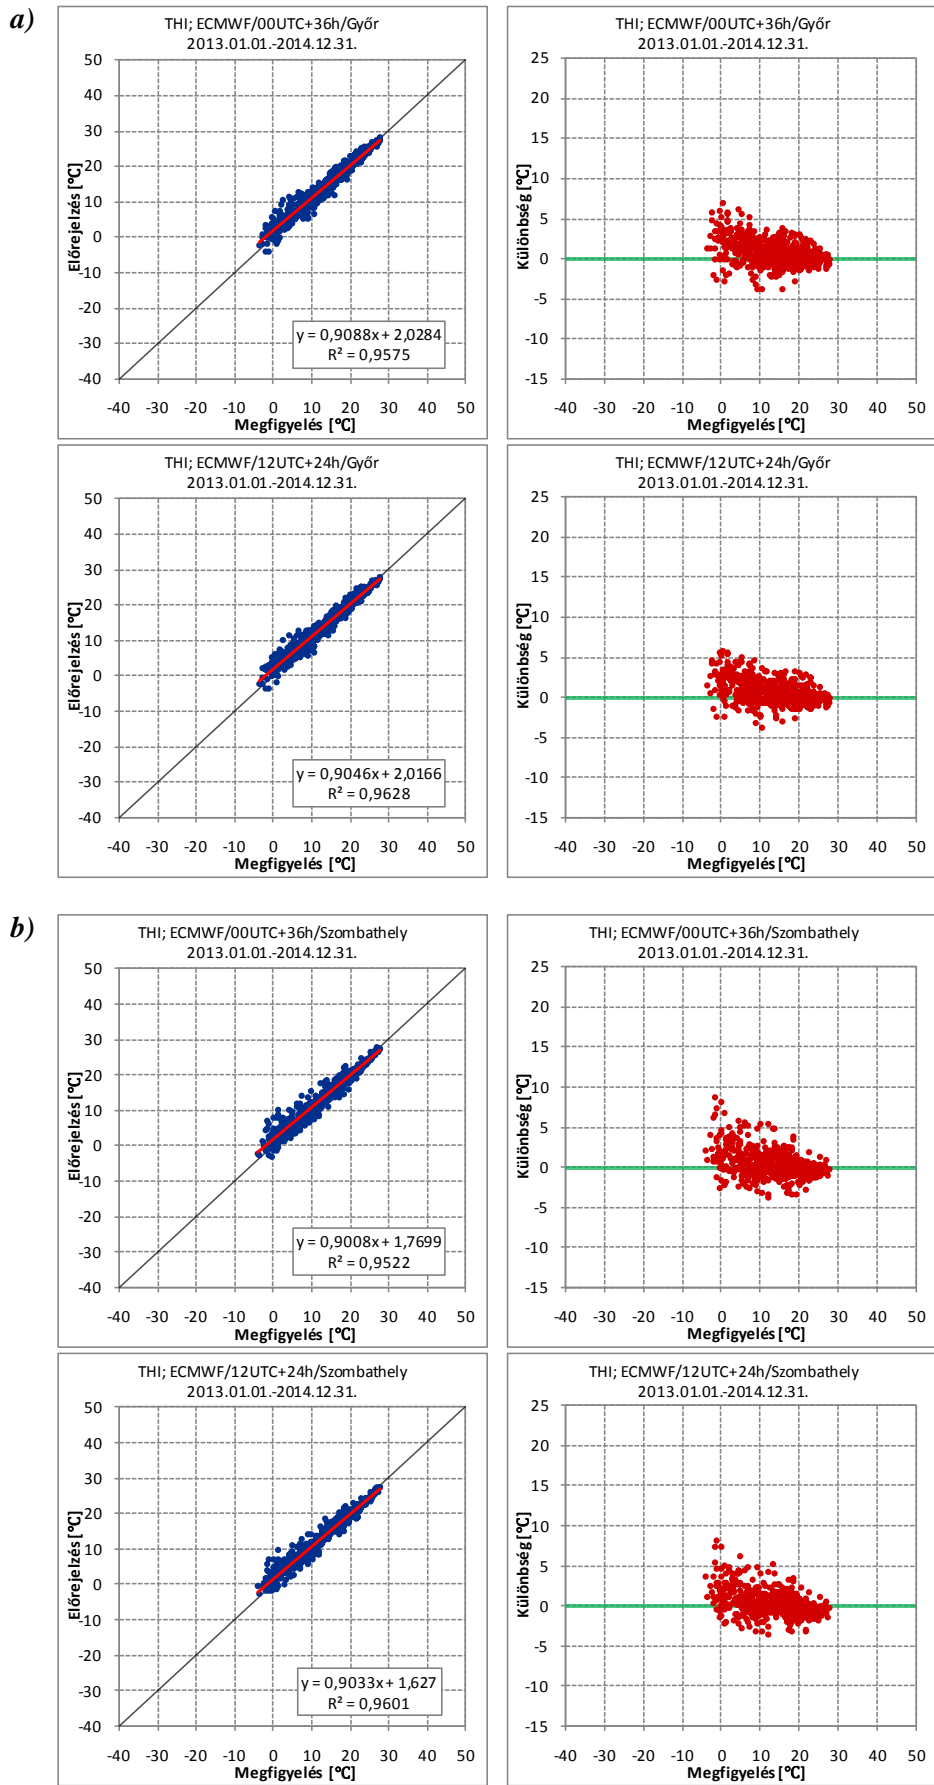 a)
THI; ECMWF/00UTC+36h/Győr
2013.01.01.-2014.12.31.
50
40
30
20
10
0
-10
-20
-30
-40
Előrejelzés [°C]
y = 0,9088x + 2,0284
R² = 0,9575
-40 -30 -20 -10 0 10 20 30 40 50
Megfigyelés [°C]
THI; ECMWF/00UTC+36h/Győr
2013.01.01.-2014.12.31.
25
20
15
10
5
0
-5
-10
-15
Különbség [°C]
-40 -30 -20 -10 0 10 20 30 40 50
Megfigyelés [°C]
THI; ECMWF/12UTC+24h/Győr
2013.01.01.-2014.12.31.
50
40
30
20
10
0
-10
-20
-30
-40
Előrejelzés [°C]
y = 0,9046x + 2,0166
R² = 0,9628
-40 -30 -20 -10 0 10 20 30 40 50
Megfigyelés [°C]
THI; ECMWF/12UTC+24h/Győr
2013.01.01.-2014.12.31.
25
20
15
10
5
0
-5
-10
-15
Különbség [°C]
-40 -30 -20 -10 0 10 20 30 40 50
Megfigyelés [°C]
b)
THI; ECMWF/00UTC+36h/Szombathely
2013.01.01.-2014.12.31.
50
40
30
20
10
0
-10
-20
-30
-40
Előrejelzés [°C]
y = 0,9008x + 1,7699
R² = 0,9522
-40 -30 -20 -10 0 10 20 30 40 50
Megfigyelés [°C]
THI; ECMWF/00UTC+36h/Szombathely
2013.01.01.-2014.12.31.
25
20
15
10
5
0
-5
-10
-15
Különbség [°C]
-40 -30 -20 -10 0 10 20 30 40 50
Megfigyelés [°C]
THI; ECMWF/12UTC+24h/Szombathely
2013.01.01.-2014.12.31.
50
40
30
20
10
0
-10
-20
-30
-40
Előrejelzés [°C]
y = 0,9033x + 1,627
R² = 0,9601
-40 -30 -20 -10 0 10 20 30 40 50
Megfigyelés [°C]
THI; ECMWF/12UTC+24h/Szombathely
2013.01.01.-2014.12.31.
25
20
15
10
5
0
-5
-10
-15
Különbség [°C]
-40 -30 -20 -10 0 10 20 30 40 50
Megfigyelés [°C]